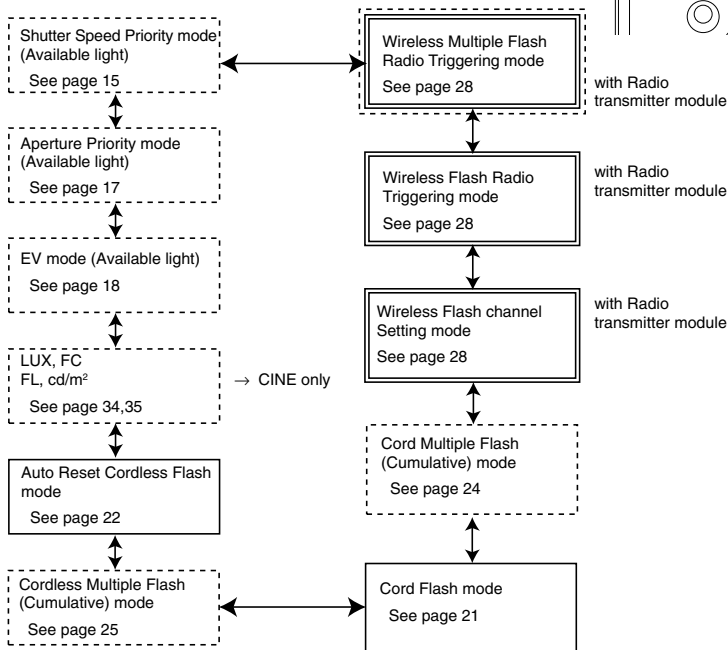 Shutter Speed Priority mode
(Available light)
See page 15
Aperture Priority mode
(Available light)
See page 17
EV mode (Available light)
See page 18
LUX, FC
FL, cd/m²
See page 34,35
→ CINE only
Auto Reset Cordless Flash
mode
See page 22
Cordless Multiple Flash
(Cumulative) mode
See page 25
Wireless Multiple Flash
Radio Triggering mode
See page 28
with Radio
transmitter module
Wireless Flash Radio
Triggering mode
See page 28
with Radio
transmitter module
Wireless Flash channel
Setting mode
See page 28
with Radio
transmitter module
Cord Multiple Flash
(Cumulative) mode
See page 24
Cord Flash mode
See page 21